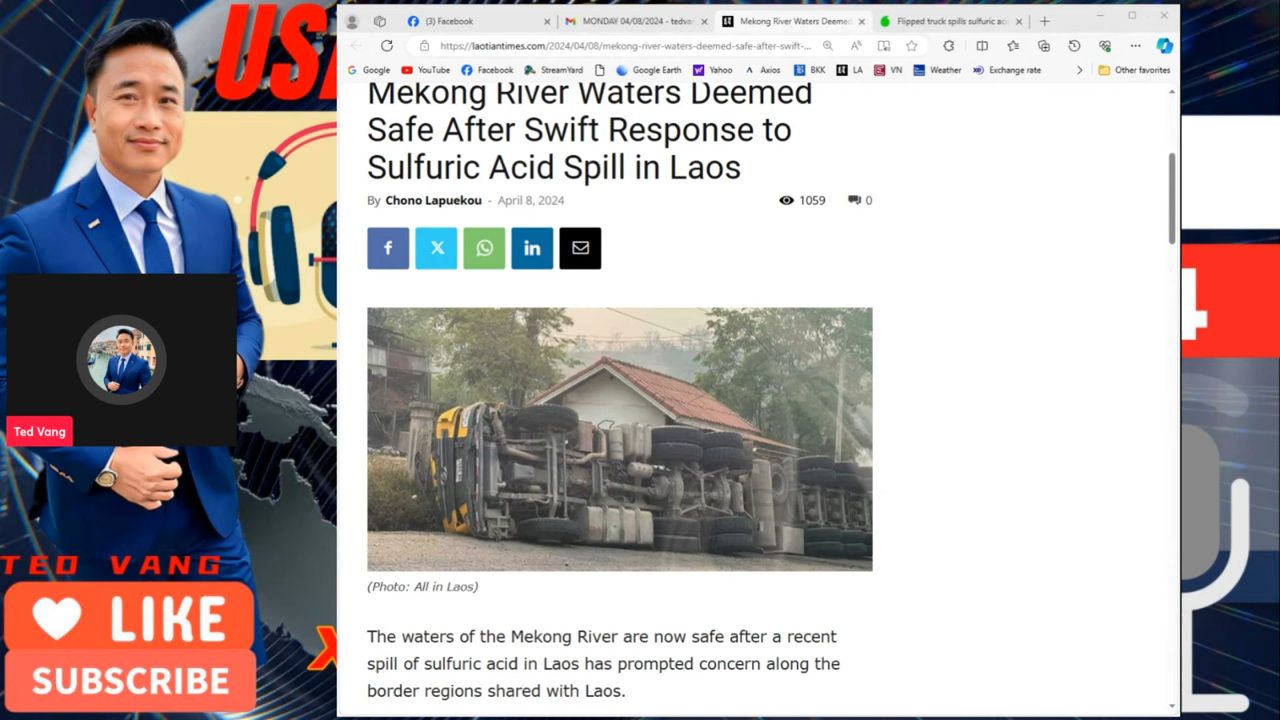 USA
(3) Facebook
MONDAY 04/08/2024 - tedva
Mekong River Waters Deemed
Flipped truck spills sulfuric acid
https://laotiantimes.com/2024/04/08/mekong-river-waters-deemed-safe-after-swift-...
Google
YouTube
Facebook
StreamYard
Google Earth
Yahoo
Axios
BKK
LA
VN
Weather
Exchange rate
Other favorites
Mekong River Waters Deemed
Safe After Swift Response to
Sulfuric Acid Spill in Laos
By Chono Lapuekou - April 8, 2024
1059
0
(Photo: All in Laos)
The waters of the Mekong River are now safe after a recent
spill of sulfuric acid in Laos has prompted concern along the
border regions shared with Laos.
Ted Vang
TED VANG
LIKE
SUBSCRIBE
X
4